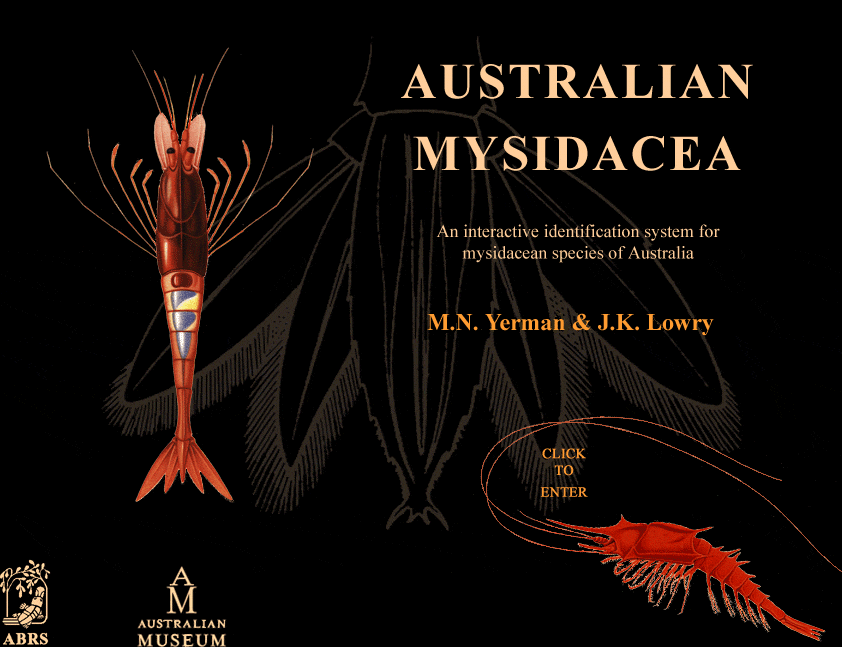 AUSTRALIAN
MYSIDACEA
An interactive identification system for
mysidacean species of Australia
M.N. Yerman & J.K. Lowry
CLICK
TO
ENTER
ABRS
AM
AUSTRALIAN
MUSEUM